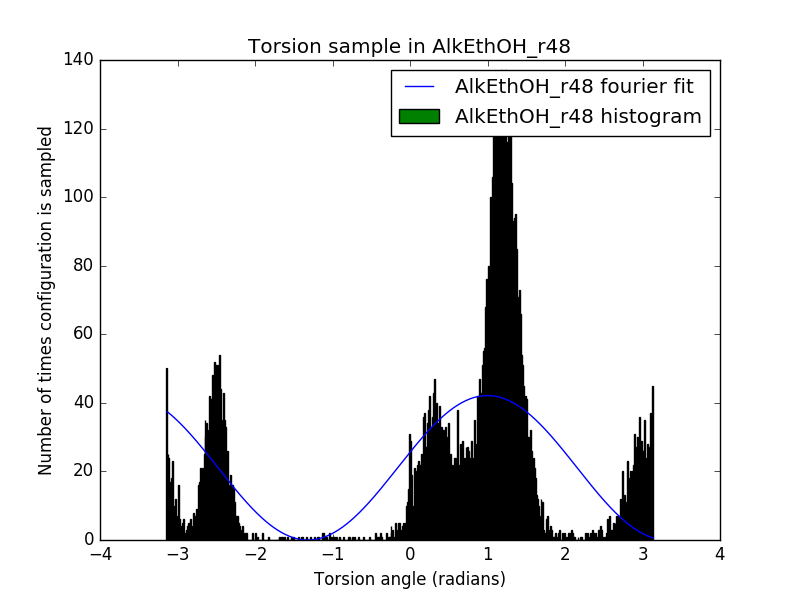 Torsion sample in AlkEthOH_r48
AlkEthOH_r48 fourier fit
AlkEthOH_r48 histogram
Number of times configuration is sampled
140
120
100
80
60
40
20
0
−4 −3 −2 −1 0 1 2 3 4
Torsion angle (radians)